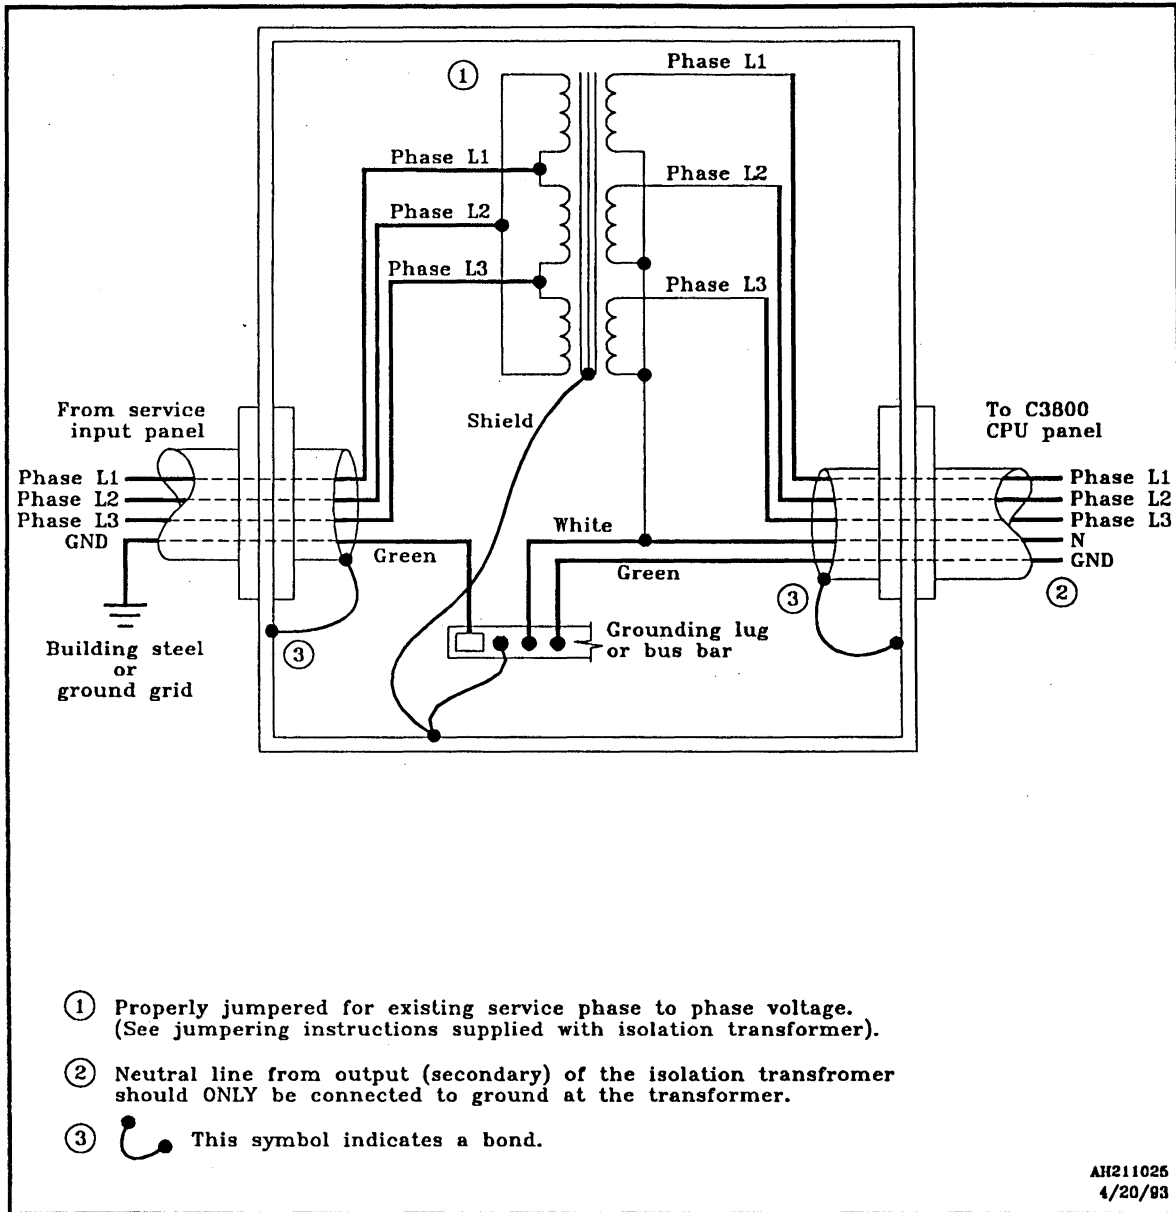 ①
Phase L1
Phase L1
Phase L2
Phase L2
Phase L3
Phase L3
From service
input panel
Shield
To C3800
CPU panel
Phase L1
Phase L2
Phase L3
GND
Phase L1
Phase L2
Phase L3
N
GND
White
Green
Green
②
③
③
Grounding lug
or bus bar
Building steel
or
ground grid
① Properly jumpered for existing service phase to phase voltage.
(See jumpering instructions supplied with isolation transformer).
② Neutral line from output (secondary) of the isolation transfromer
should ONLY be connected to ground at the transformer.
③ This symbol indicates a bond.
AH211026
4/20/93